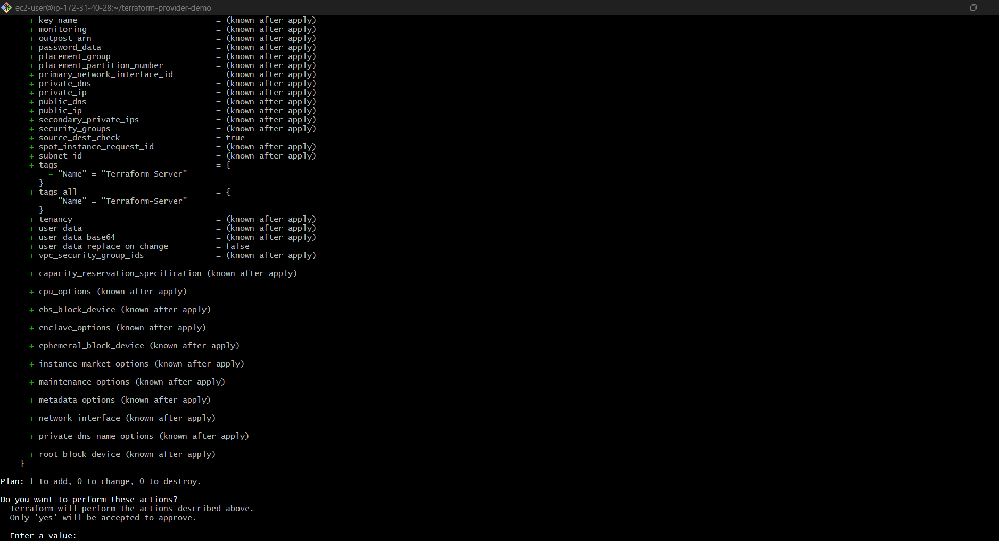 ec2-user@ip-172-31-40-28:~/terraform-provider-demo
+ key_name = (known after apply)
+ monitoring = (known after apply)
+ outpost_arn = (known after apply)
+ password_data = (known after apply)
+ placement_group = (known after apply)
+ placement_partition_number = (known after apply)
+ primary_network_interface_id = (known after apply)
+ private_dns = (known after apply)
+ private_ip = (known after apply)
+ public_dns = (known after apply)
+ public_ip = (known after apply)
+ secondary_private_ips = (known after apply)
+ security_groups = (known after apply)
+ source_dest_check = true
+ spot_instance_request_id = (known after apply)
+ subnet_id = (known after apply)
+ tags = {
+ "Name" = "Terraform-Server"
}
+ tags_all = {
+ "Name" = "Terraform-Server"
}
+ tenancy = (known after apply)
+ user_data = (known after apply)
+ user_data_base64 = (known after apply)
+ user_data_replace_on_change = false
+ vpc_security_group_ids = (known after apply)
+ capacity_reservation_specification (known after apply)
+ cpu_options (known after apply)
+ ebs_block_device (known after apply)
+ enclave_options (known after apply)
+ ephemeral_block_device (known after apply)
+ instance_market_options (known after apply)
+ maintenance_options (known after apply)
+ metadata_options (known after apply)
+ network_interface (known after apply)
+ private_dns_name_options (known after apply)
+ root_block_device (known after apply)
}
Plan: 1 to add, 0 to change, 0 to destroy.
Do you want to perform these actions?
Terraform will perform the actions described above.
Only 'yes' will be accepted to approve.
Enter a value: